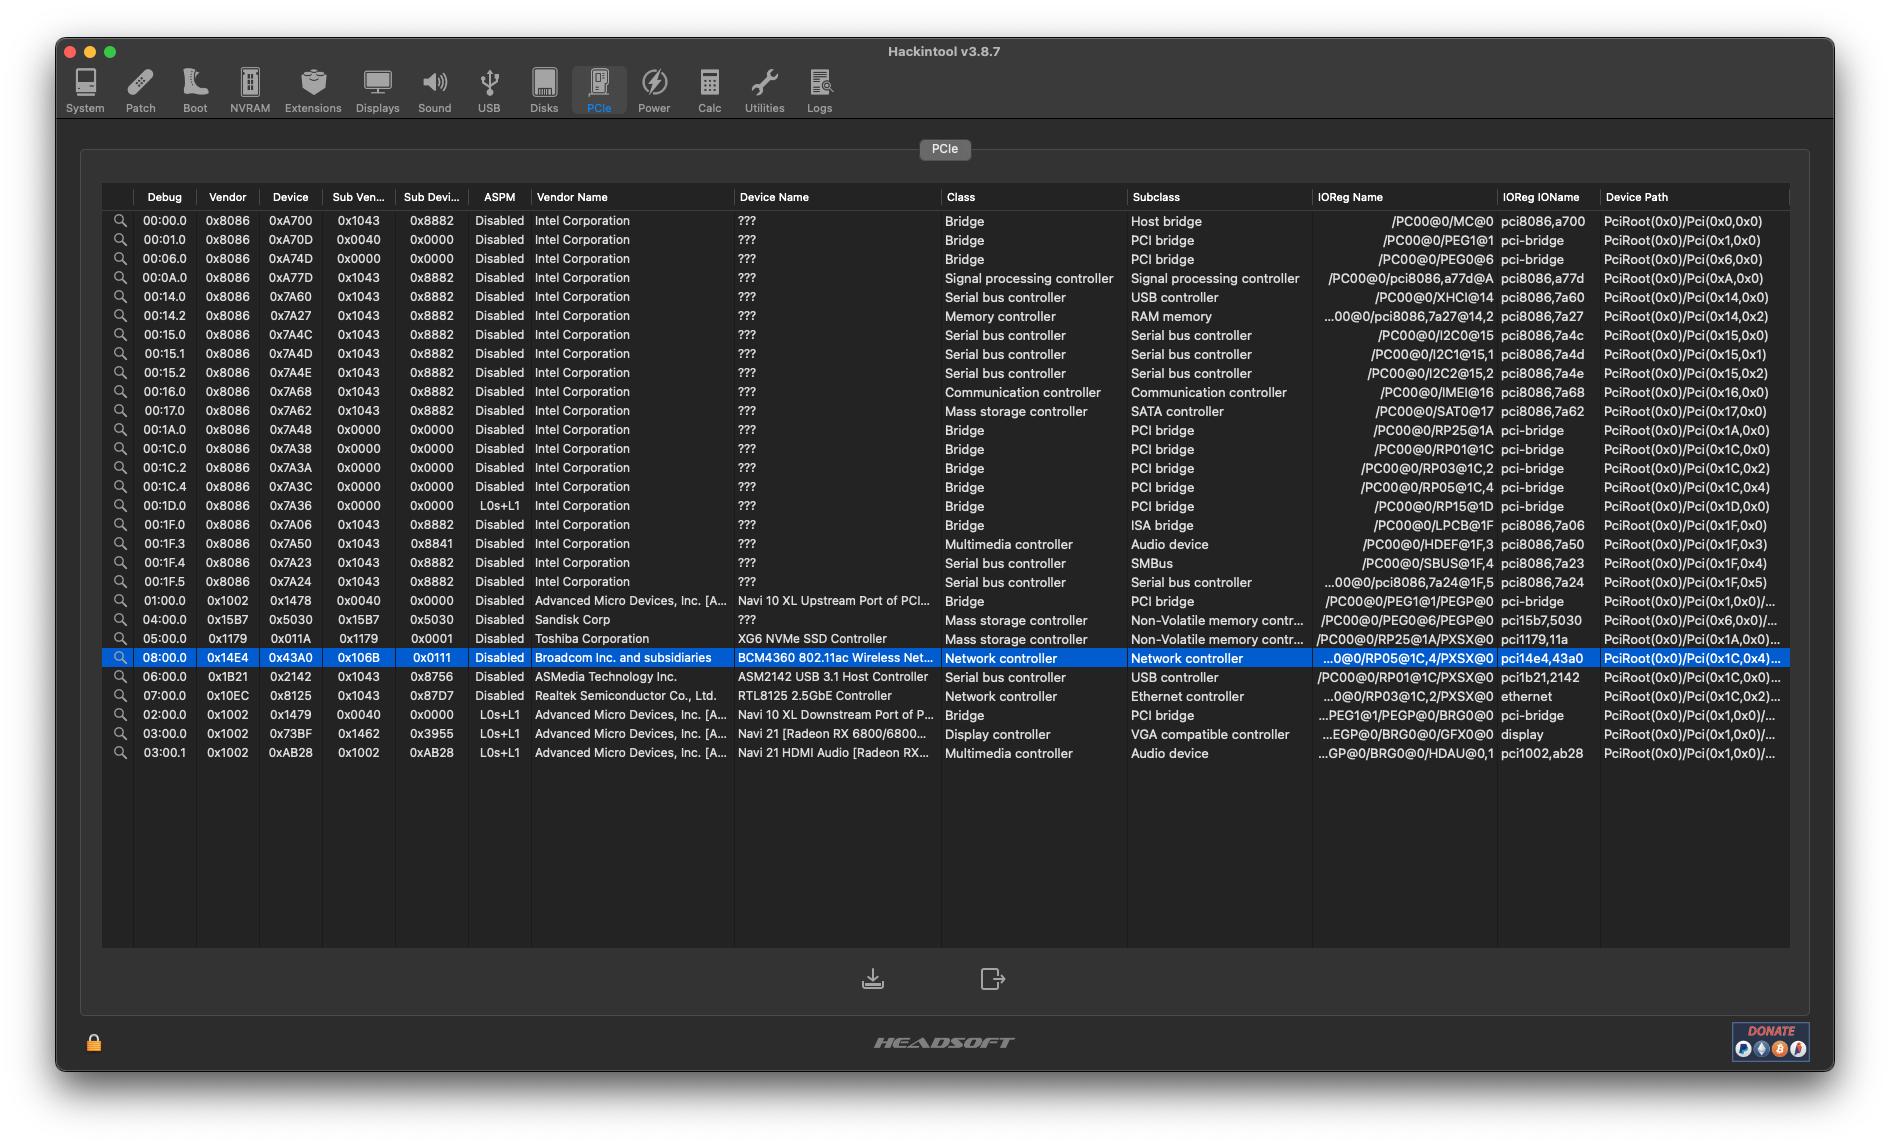 Hackintool v3.8.7
System Patch Boot NVRAM Extensions Displays Sound USB Disks PCIe Power Calc Utilities Logs
PCIe
Debug Vendor Device Sub Ven... Sub Devi... ASPM Vendor Name Device Name Class Subclass IOReg Name IOReg IOName Device Path
00:00.0 0x8086 0xA700 0x1043 0x8882 Disabled Intel Corporation ??? Bridge Host bridge /PC00@0/MC@0 pci8086,a700 PciRoot(0x0)/Pci(0x0,0x0)
00:01.0 0x8086 0xA70D 0x0040 0x0000 Disabled Intel Corporation ??? Bridge PCI bridge /PC00@0/PEG1@1 pci-bridge PciRoot(0x0)/Pci(0x1,0x0)
00:06.0 0x8086 0xA74D 0x0000 0x0000 Disabled Intel Corporation ??? Bridge PCI bridge /PC00@0/PEG0@6 pci-bridge PciRoot(0x0)/Pci(0x6,0x0)
00:0A.0 0x8086 0xA77D 0x1043 0x8882 Disabled Intel Corporation ??? Signal processing controller Signal processing controller /PC00@0/pci8086,a77d@A pci8086,a77d PciRoot(0x0)/Pci(0xA,0x0)
00:14.0 0x8086 0x7A60 0x1043 0x8882 Disabled Intel Corporation ??? Serial bus controller USB controller /PC00@0/XHCI@14 pci8086,7a60 PciRoot(0x0)/Pci(0x14,0x0)
00:14.2 0x8086 0x7A27 0x1043 0x8882 Disabled Intel Corporation ??? Memory controller RAM memory ...00@0/pci8086,7a27@14,2 pci8086,7a27 PciRoot(0x0)/Pci(0x14,0x2)
00:15.0 0x8086 0x7A4C 0x1043 0x8882 Disabled Intel Corporation ??? Serial bus controller Serial bus controller /PC00@0/I2C0@15 pci8086,7a4c PciRoot(0x0)/Pci(0x15,0x0)
00:15.1 0x8086 0x7A4D 0x1043 0x8882 Disabled Intel Corporation ??? Serial bus controller Serial bus controller /PC00@0/I2C1@15,1 pci8086,7a4d PciRoot(0x0)/Pci(0x15,0x1)
00:15.2 0x8086 0x7A4E 0x1043 0x8882 Disabled Intel Corporation ??? Serial bus controller Serial bus controller /PC00@0/I2C2@15,2 pci8086,7a4e PciRoot(0x0)/Pci(0x15,0x2)
00:16.0 0x8086 0x7A68 0x1043 0x8882 Disabled Intel Corporation ??? Communication controller Communication controller /PC00@0/IMEI@16 pci8086,7a68 PciRoot(0x0)/Pci(0x16,0x0)
00:17.0 0x8086 0x7A62 0x1043 0x8882 Disabled Intel Corporation ??? Mass storage controller SATA controller /PC00@0/SAT0@17 pci8086,7a62 PciRoot(0x0)/Pci(0x17,0x0)
00:1A.0 0x8086 0x7A48 0x0000 0x0000 Disabled Intel Corporation ??? Bridge PCI bridge /PC00@0/RP25@1A pci-bridge PciRoot(0x0)/Pci(0x1A,0x0)
00:1C.0 0x8086 0x7A38 0x0000 0x0000 Disabled Intel Corporation ??? Bridge PCI bridge /PC00@0/RP01@1C pci-bridge PciRoot(0x0)/Pci(0x1C,0x0)
00:1C.2 0x8086 0x7A3A 0x0000 0x0000 Disabled Intel Corporation ??? Bridge PCI bridge /PC00@0/RP03@1C,2 pci-bridge PciRoot(0x0)/Pci(0x1C,0x2)
00:1C.4 0x8086 0x7A3C 0x0000 0x0000 Disabled Intel Corporation ??? Bridge PCI bridge /PC00@0/RP05@1C,4 pci-bridge PciRoot(0x0)/Pci(0x1C,0x4)
00:1D.0 0x8086 0x7A36 0x0000 0x0000 L0s+L1 Intel Corporation ??? Bridge PCI bridge /PC00@0/RP15@1D pci-bridge PciRoot(0x0)/Pci(0x1D,0x0)
00:1F.0 0x8086 0x7A06 0x1043 0x8882 Disabled Intel Corporation ??? Bridge ISA bridge /PC00@0/LPCB@1F pci8086,7a06 PciRoot(0x0)/Pci(0x1F,0x0)
00:1F.3 0x8086 0x7A50 0x1043 0x8841 Disabled Intel Corporation ??? Multimedia controller Audio device /PC00@0/HDEF@1F,3 pci8086,7a50 PciRoot(0x0)/Pci(0x1F,0x3)
00:1F.4 0x8086 0x7A23 0x1043 0x8882 Disabled Intel Corporation ??? Serial bus controller SMBus /PC00@0/SBUS@1F,4 pci8086,7a23 PciRoot(0x0)/Pci(0x1F,0x4)
00:1F.5 0x8086 0x7A24 0x1043 0x8882 Disabled Intel Corporation ??? Serial bus controller Serial bus controller ...00@0/pci8086,7a24@1F,5 pci8086,7a24 PciRoot(0x0)/Pci(0x1F,0x5)
01:00.0 0x1002 0x1478 0x0040 0x0000 Disabled Advanced Micro Devices, Inc. [A... Navi 10 XL Upstream Port of PCI... Bridge PCI bridge /PC00@0/PEG1@1/PEGP@0 pci-bridge PciRoot(0x0)/Pci(0x1,0x0)/...
04:00.0 0x15B7 0x5030 0x15B7 0x5030 Disabled Sandisk Corp ??? Mass storage controller Non-Volatile memory contr... /PC00@0/PEG0@6/PEGP@0 pci15b7,5030 PciRoot(0x0)/Pci(0x6,0x0)/...
05:00.0 0x1179 0x011A 0x1179 0x0001 Disabled Toshiba Corporation XG6 NVMe SSD Controller Mass storage controller Non-Volatile memory contr... /PC00@0/RP25@1A/PXSX@0 pci1179,11a PciRoot(0x0)/Pci(0x1A,0x0)...
08:00.0 0x14E4 0x43A0 0x106B 0x0111 Disabled Broadcom Inc. and subsidiaries BCM4360 802.11ac Wireless Net... Network controller Network controller ...0@0/RP05@1C,4/PXSX@0 pci14e4,43a0 PciRoot(0x0)/Pci(0x1C,0x4)...
06:00.0 0x1B21 0x2142 0x1043 0x8756 Disabled ASMedia Technology Inc. ASM2142 USB 3.1 Host Controller Serial bus controller USB controller /PC00@0/RP01@1C/PXSX@0 pci1b21,2142 PciRoot(0x0)/Pci(0x1C,0x0)...
07:00.0 0x10EC 0x8125 0x1043 0x87D7 Disabled Realtek Semiconductor Co., Ltd. RTL8125 2.5GbE Controller Network controller Ethernet controller ...0@0/RP03@1C,2/PXSX@0 ethernet PciRoot(0x0)/Pci(0x1C,0x2)...
02:00.0 0x1002 0x1479 0x0040 0x0000 L0s+L1 Advanced Micro Devices, Inc. [A... Navi 10 XL Downstream Port of P... Bridge PCI bridge ...PEG1@1/PEGP@0/BRG0@0 pci-bridge PciRoot(0x0)/Pci(0x1,0x0)/...
03:00.0 0x1002 0x73BF 0x1462 0x3955 L0s+L1 Advanced Micro Devices, Inc. [A... Navi 21 [Radeon RX 6800/6800... Display controller VGA compatible controller ...EGP@0/BRG0@0/GFX0@0 display PciRoot(0x0)/Pci(0x1,0x0)/...
03:00.1 0x1002 0xAB28 0x1002 0xAB28 L0s+L1 Advanced Micro Devices, Inc. [A... Navi 21 HDMI Audio [Radeon RX... Multimedia controller Audio device ...GP@0/BRG0@0/HDAU@0,1 pci1002,ab28 PciRoot(0x0)/Pci(0x1,0x0)/...
HEADSOFT
DONATE